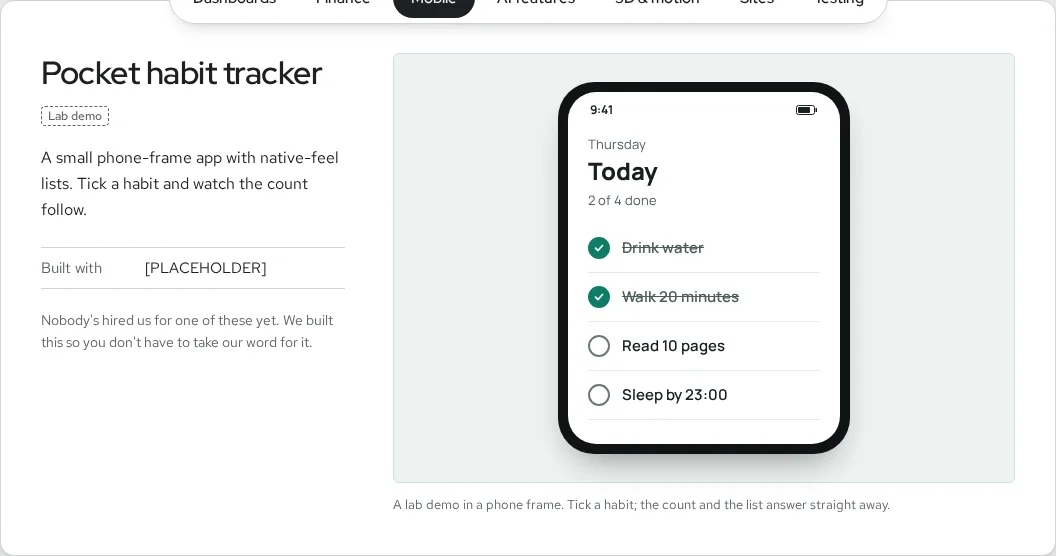 Dashboards Finance Mobile AI features 3D & motion Sites Testing
Pocket habit tracker
Lab demo
A small phone-frame app with native-feel
lists. Tick a habit and watch the count
follow.
Built with [PLACEHOLDER]
Nobody's hired us for one of these yet. We built
this so you don't have to take our word for it.
9:41
Thursday
Today
2 of 4 done
Drink water
Walk 20 minutes
Read 10 pages
Sleep by 23:00
A lab demo in a phone frame. Tick a habit; the count and the list answer straight away.